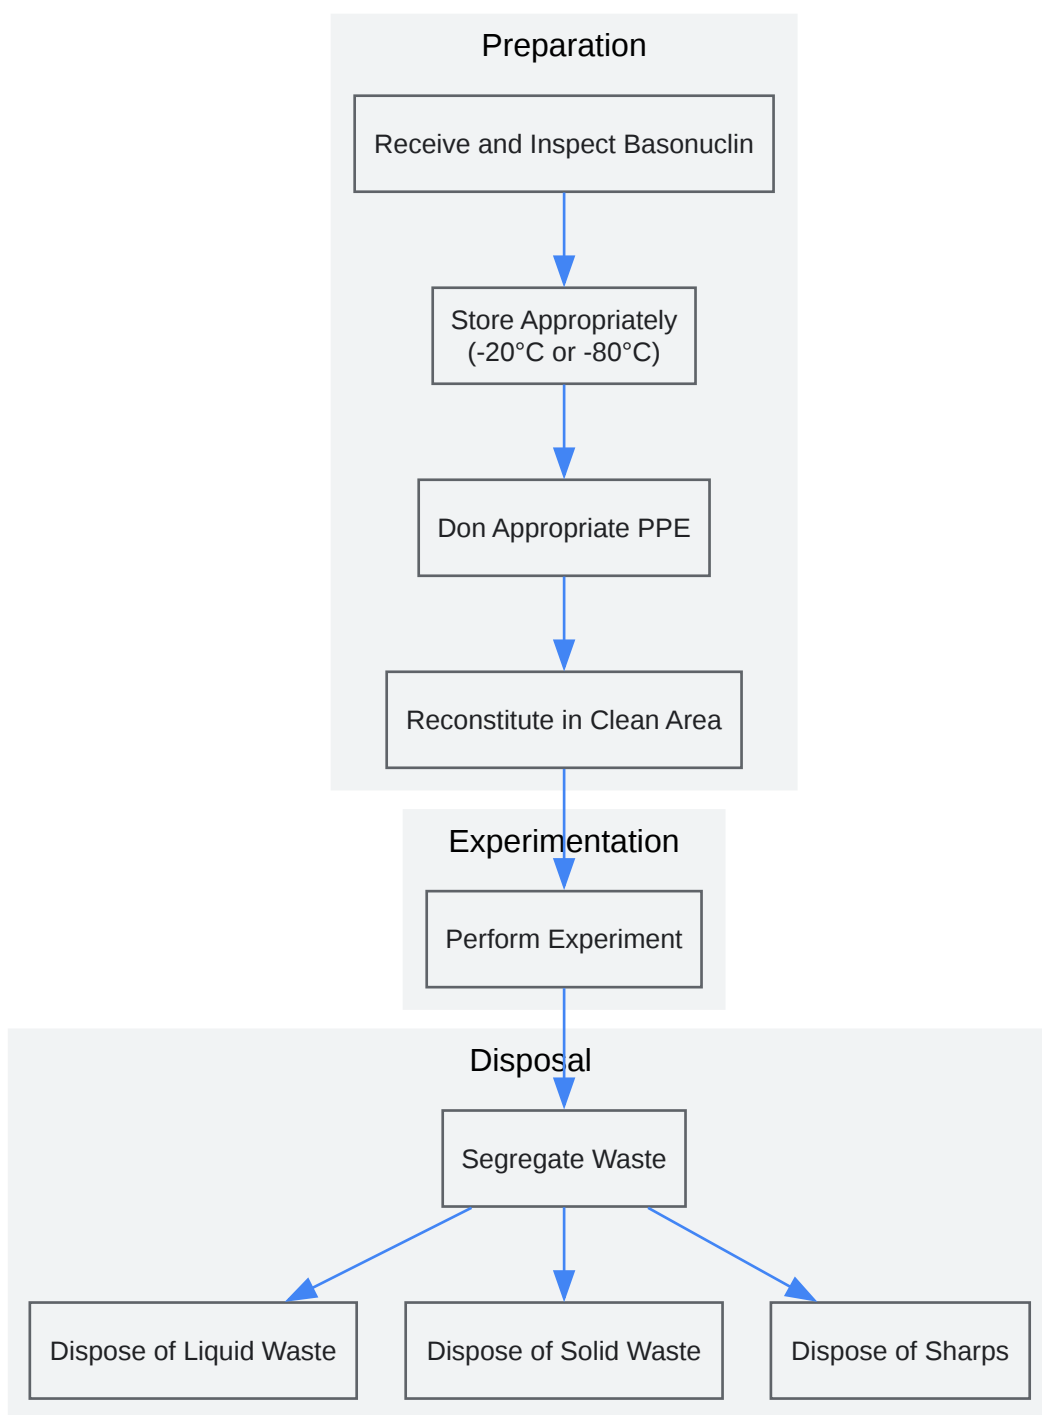 Preparation
Receive and Inspect Basonuclin
Store Appropriately
(-20°C or -80°C)
Don Appropriate PPE
Reconstitute in Clean Area
Experimentation
Perform Experiment
Disposal
Segregate Waste
Dispose of Liquid Waste
Dispose of Solid Waste
Dispose of Sharps